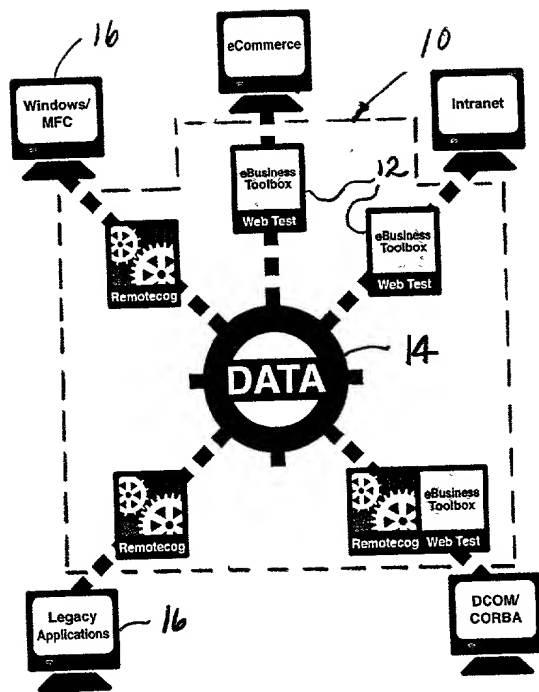 16
eCommerce
10
Windows/
MFC
Intranet
eBusiness
Toolbox
Web Test
12
eBusiness
Toolbox
Web Test
Remotecog
14
DATA
Remotecog
eBusiness
Toolbox
Remotecog Web Test
Legacy
Applications
16
DCOM/
CORBA